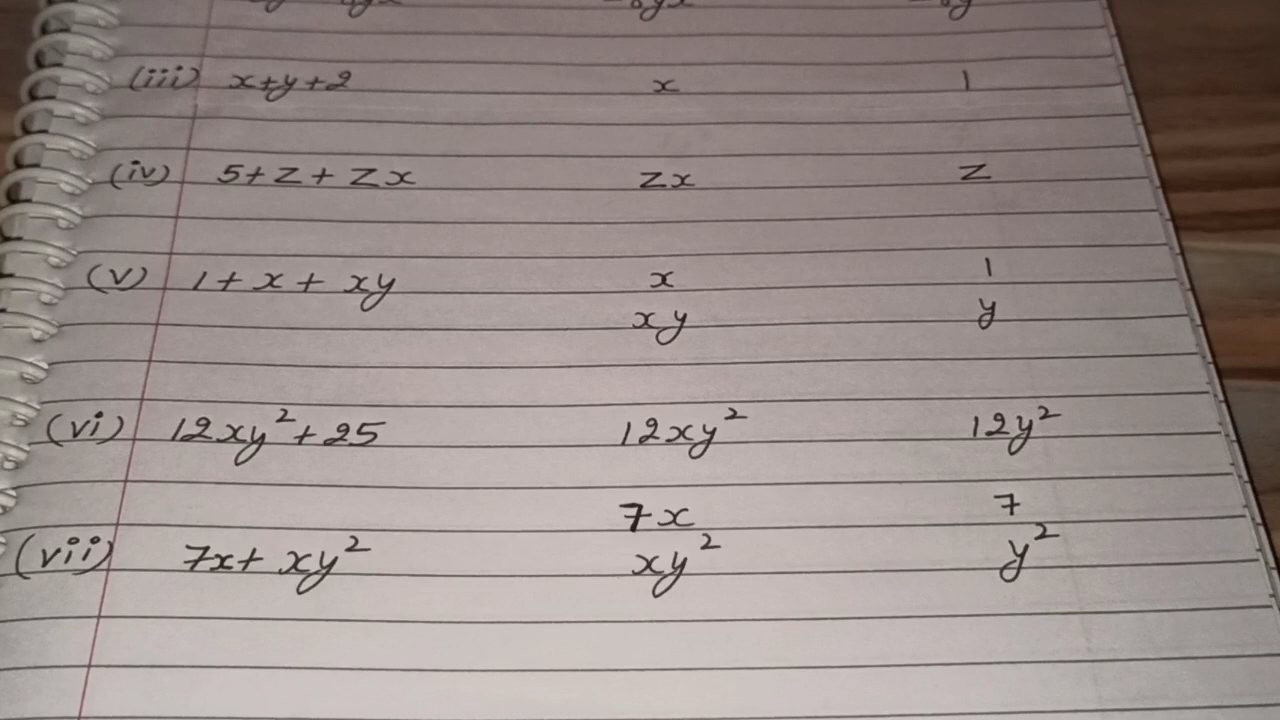 (iii) x+y+2 x 1
(iv) 5+z+zx zx z
(v) 1+x+xy x 1
xy y
(vi) 12xy²+25 12xy² 12y²
7x 7
(vii) 7x+xy² xy² y²